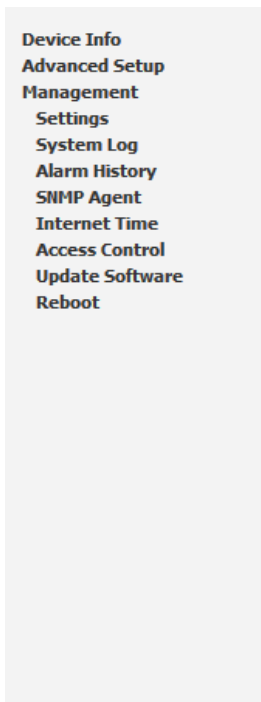 Device Info
Advanced Setup
Management
Settings
System Log
Alarm History
SNMP Agent
Internet Time
Access Control
Update Software
Reboot